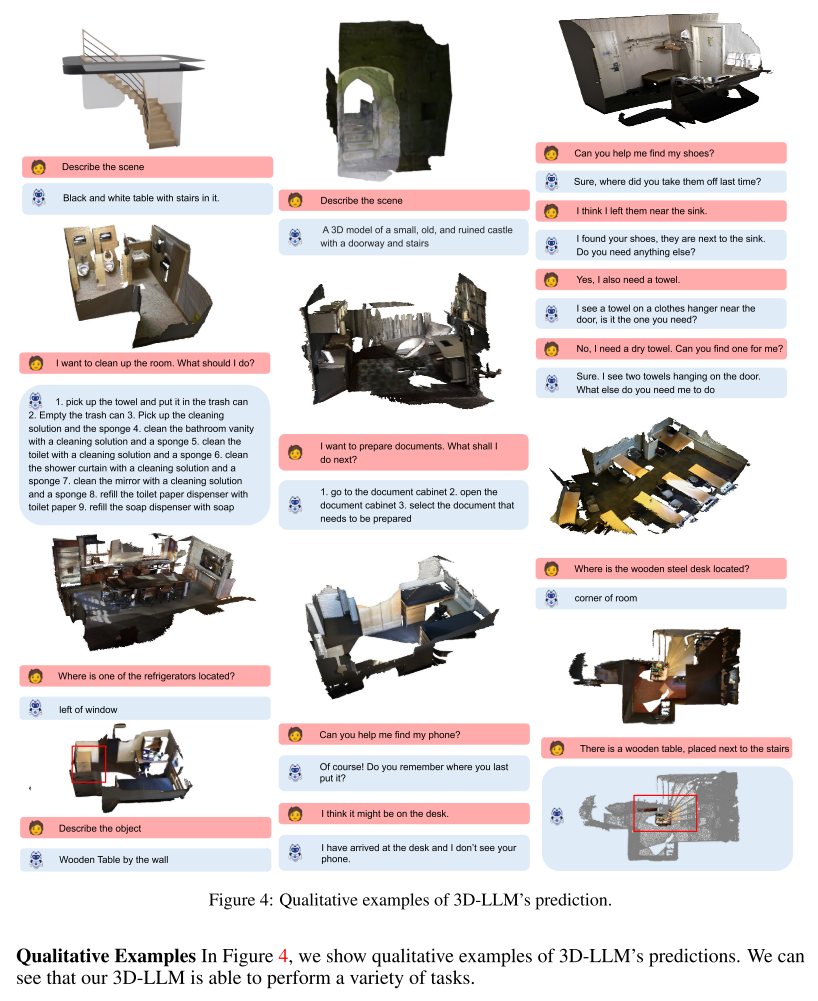 Describe the scene
Black and white table with stairs in it.
I want to clean up the room. What should I do?
1. pick up the towel and put it in the trash can
2. Empty the trash can 3. Pick up the cleaning
solution and the sponge 4. clean the bathroom vanity
with a cleaning solution and a sponge 5. clean the
toilet with a cleaning solution and a sponge 6. clean
the shower curtain with a cleaning solution and a
sponge 7. clean the mirror with a cleaning solution
and a sponge 8. refill the toilet paper dispenser with
toilet paper 9. refill the soap dispenser with soap
Where is one of the refrigerators located?
left of window
Describe the object
Wooden Table by the wall
Describe the scene
A 3D model of a small, old, and ruined castle
with a doorway and stairs
I want to prepare documents. What shall I
do next?
1. go to the document cabinet 2. open the
document cabinet 3. select the document that
needs to be prepared
Can you help me find my phone?
Of course! Do you remember where you last
put it?
I think it might be on the desk.
I have arrived at the desk and I don't see your
phone.
Can you help me find my shoes?
Sure, where did you take them off last time?
I think I left them near the sink.
I found your shoes, they are next to the sink.
Do you need anything else?
Yes, I also need a towel.
I see a towel on a clothes hanger near the
door, is it the one you need?
No, I need a dry towel. Can you find one for me?
Sure. I see two towels hanging on the door.
What else do you need me to do
Where is the wooden steel desk located?
corner of room
There is a wooden table, placed next to the stairs
Figure 4: Qualitative examples of 3D-LLM's prediction.
Qualitative Examples In Figure 4, we show qualitative examples of 3D-LLM's predictions. We can
see that our 3D-LLM is able to perform a variety of tasks.